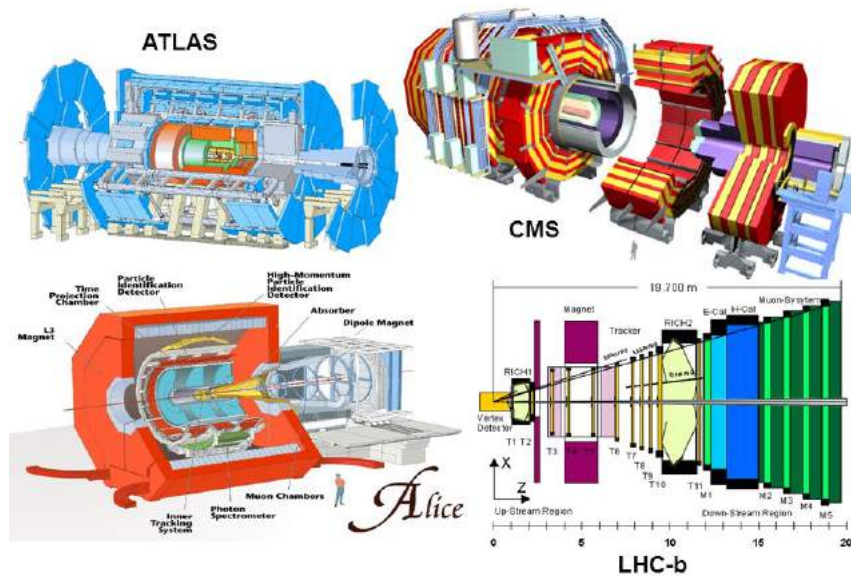 ATLAS
CMS
Particle
Identification
Detector
High-Momentum
Particle
Identification
Detector
Time
Projection
Chamber
Absorber
L3
Magnet
Dipole Magnet
Muon Chambers
Photon
Spectrometer
Inner
Tracking
System
Alice
19.700 m
Magnet
Muon-System
H-Cal
E-Cal
Tracker
RICH2
RICH1
Vertex
Detector
T1 T2
T3
T6
T7
T8
T9
T10
T11
M1
M2
M3
M4
M5
X
Z
Up-Stream Region
Down-Stream Region
0 5 10 15 20
LHC-b